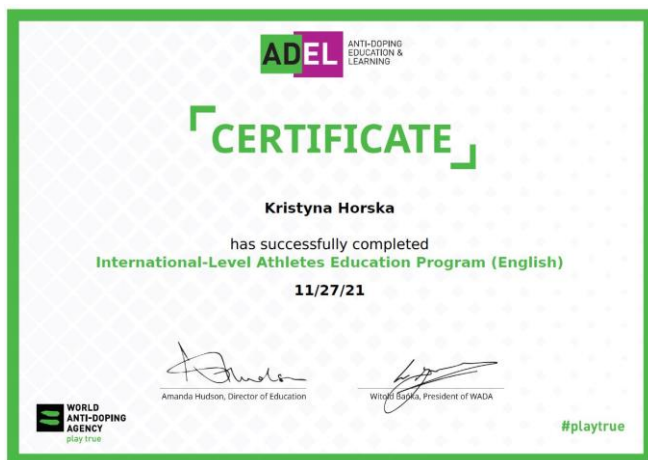 ADEL
ANTI-DOPING
EDUCATION &
LEARNING
CERTIFICATE
Kristyna Horska
has successfully completed
International-Level Athletes Education Program (English)
11/27/21
Amanda Hudson, Director of Education
Witold Bańka, President of WADA
WORLD
ANTI-DOPING
AGENCY
play true
#playtrue